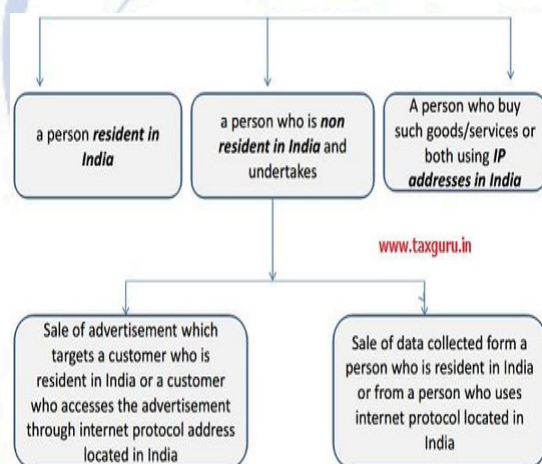 a person resident in
India
a person who is non
resident in India and
undertakes
A person who buy
such goods/services or
both using IP
addresses in India
www.taxguru.in
Sale of advertisement which
targets a customer who is
resident in India or a customer
who accesses the advertisement
through internet protocol address
located in India
Sale of data collected form a
person who is resident in India
or from a person who uses
internet protocol located in
India